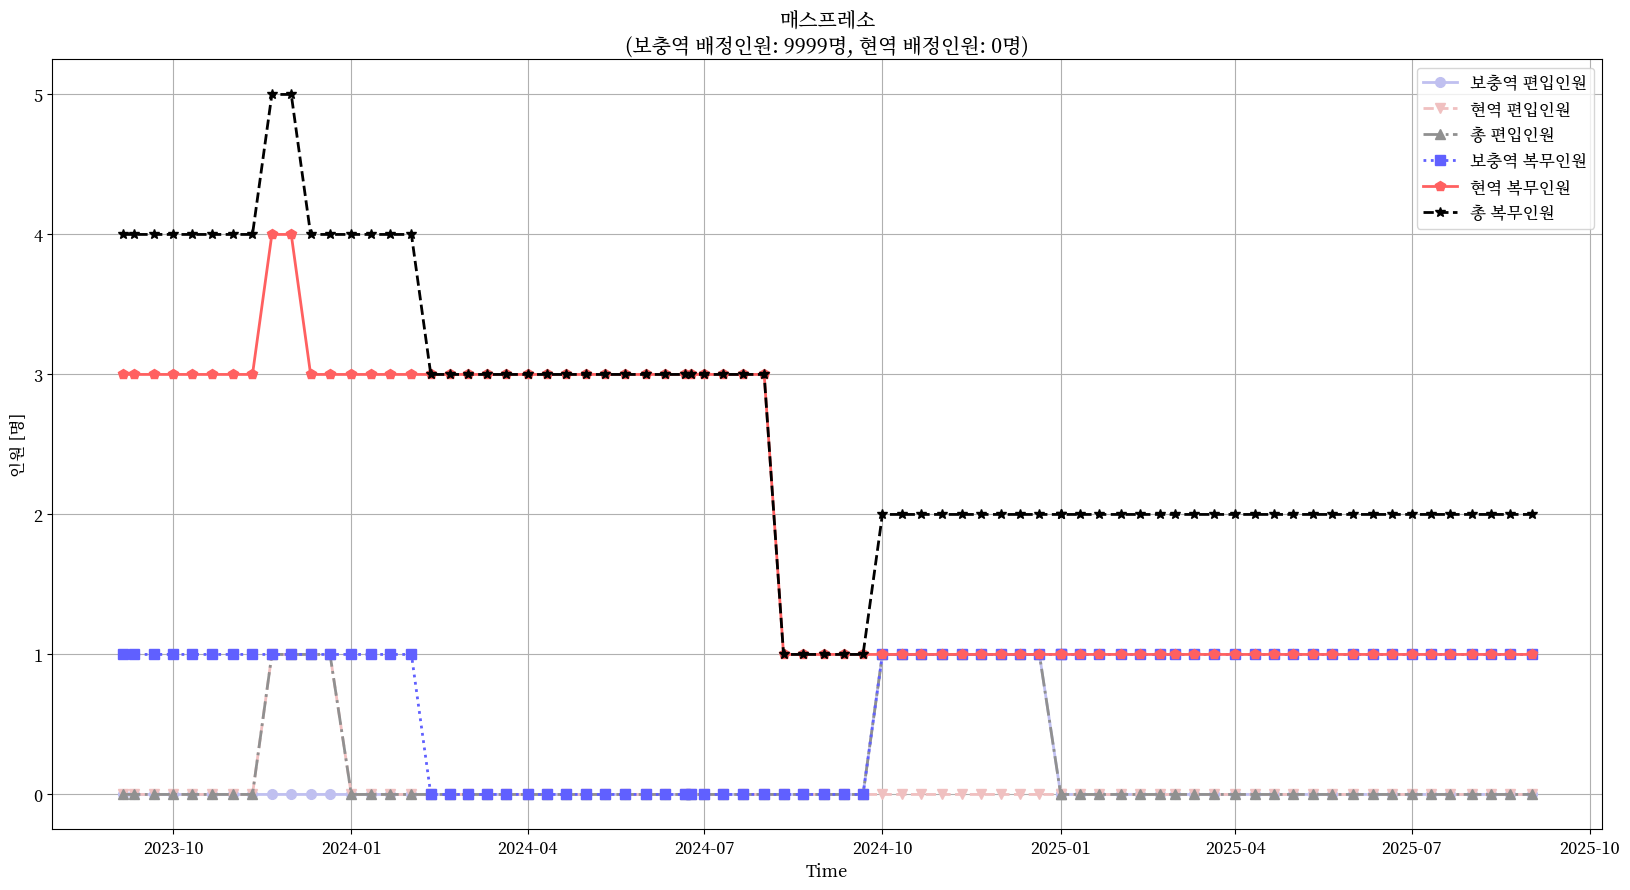 매스프레소
(보충역 배정인원: 9999명, 현역 배정인원: 0명)
보충역 편입인원
현역 편입인원
총 편입인원
보충역 복무인원
현역 복무인원
총 복무인원
5
4
3
2
1
0
인원 [명]
2023-10
2024-01
2024-04
2024-07
2024-10
2025-01
2025-04
2025-07
2025-10
Time